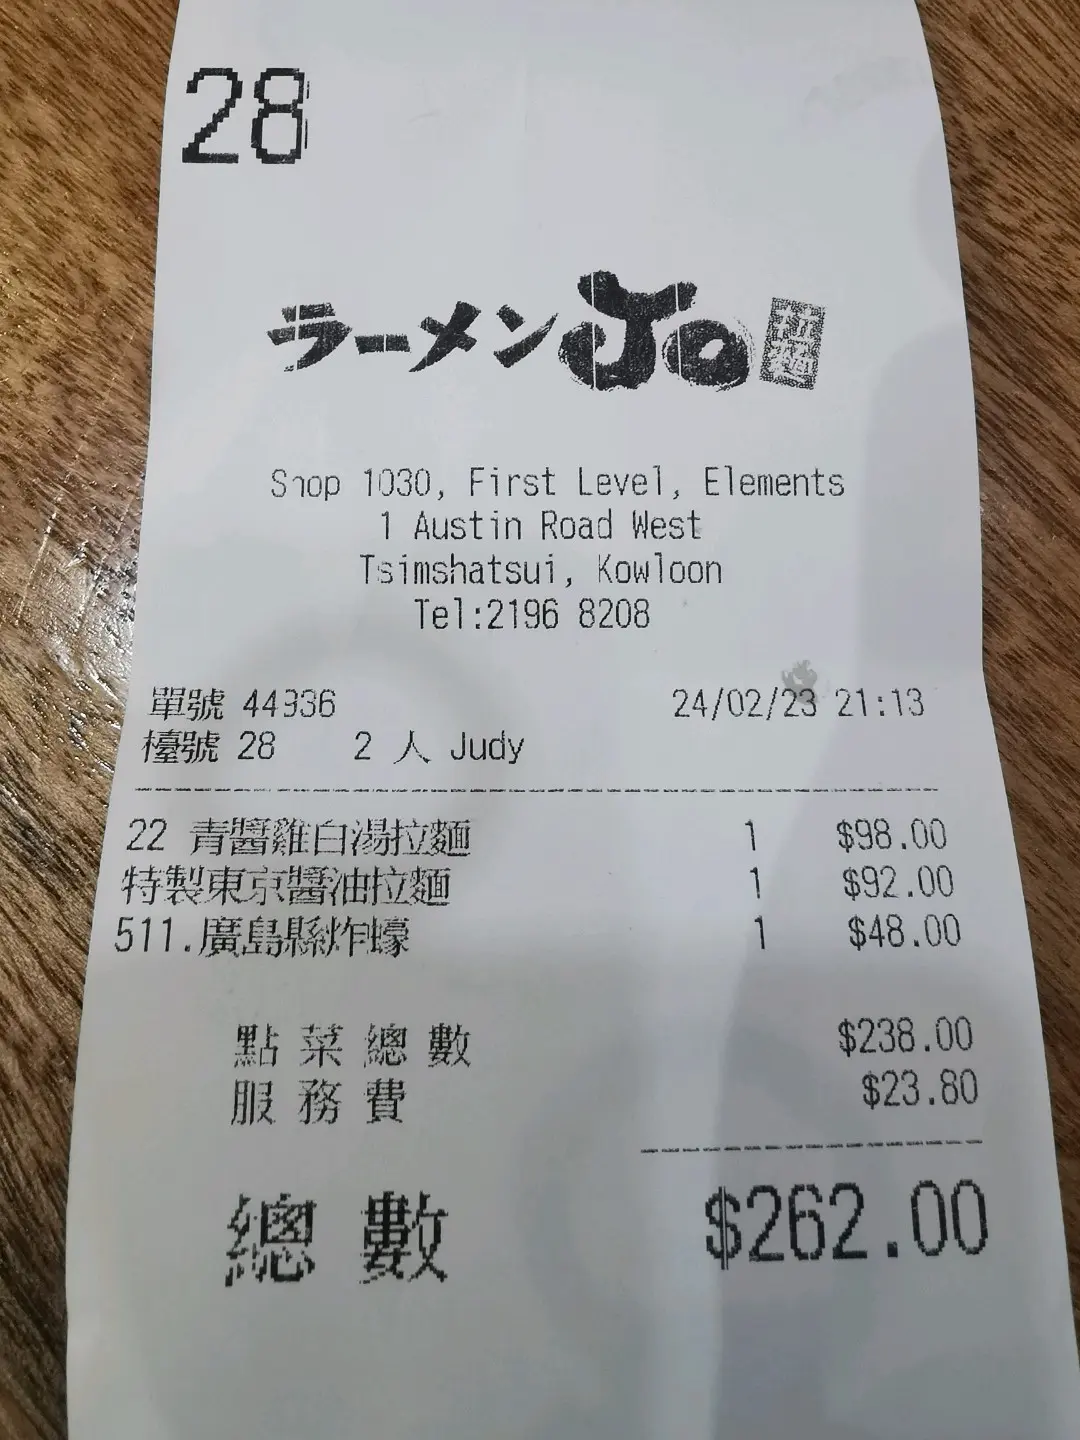 28
ラーメンJo 拉麵
Shop 1030, First Level, Elements
1 Austin Road West
Tsimshatsui, Kowloon
Tel:2196 8208
單號 44936 24/02/23 21:13
檯號 28 2 人 Judy
22 青醬雞白湯拉麵 1 $98.00
特製東京醬油拉麵 1 $92.00
511.廣島縣炸蠔 1 $48.00
點菜總數 $238.00
服務費 $23.80
總數 $262.00